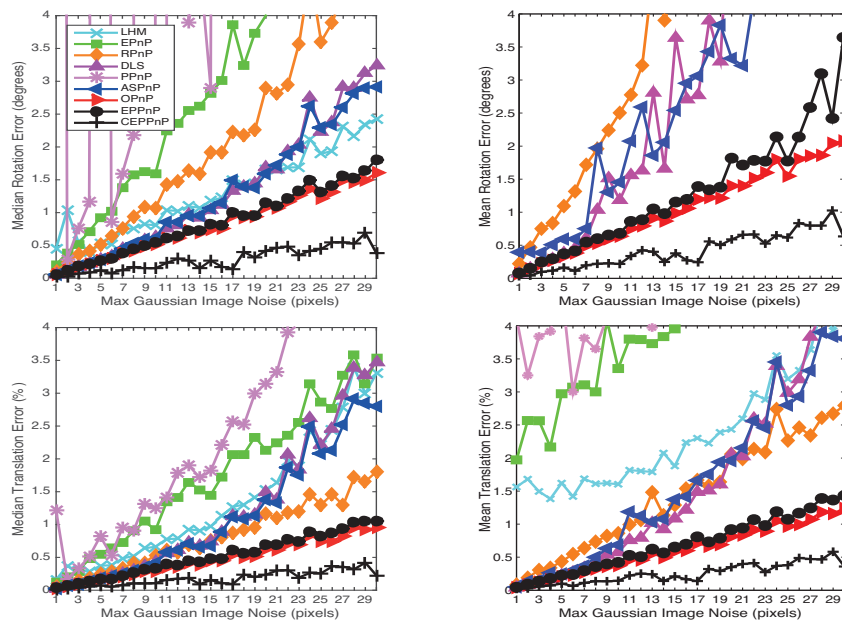 Median Rotation Error (degrees)
4
3.5
3
2.5
2
1.5
1
0.5
0
LHM
EPnP
RPnP
DLS
PPnP
ASPnP
OPnP
EPPnP
CEPPnP
1 3 5 7 9 11 13 15 17 19 21 23 25 27 29
Max Gaussian Image Noise (pixels)
Mean Rotation Error (degrees)
4
3.5
3
2.5
2
1.5
1
0.5
0
1 3 5 7 9 11 13 15 17 19 21 23 25 27 29
Max Gaussian Image Noise (pixels)
Median Translation Error (%)
4
3.5
3
2.5
2
1.5
1
0.5
0
1 3 5 7 9 11 13 15 17 19 21 23 25 27 29
Max Gaussian Image Noise (pixels)
Mean Translation Error (%)
4
3.5
3
2.5
2
1.5
1
0.5
0
1 3 5 7 9 11 13 15 17 19 21 23 25 27 29
Max Gaussian Image Noise (pixels)